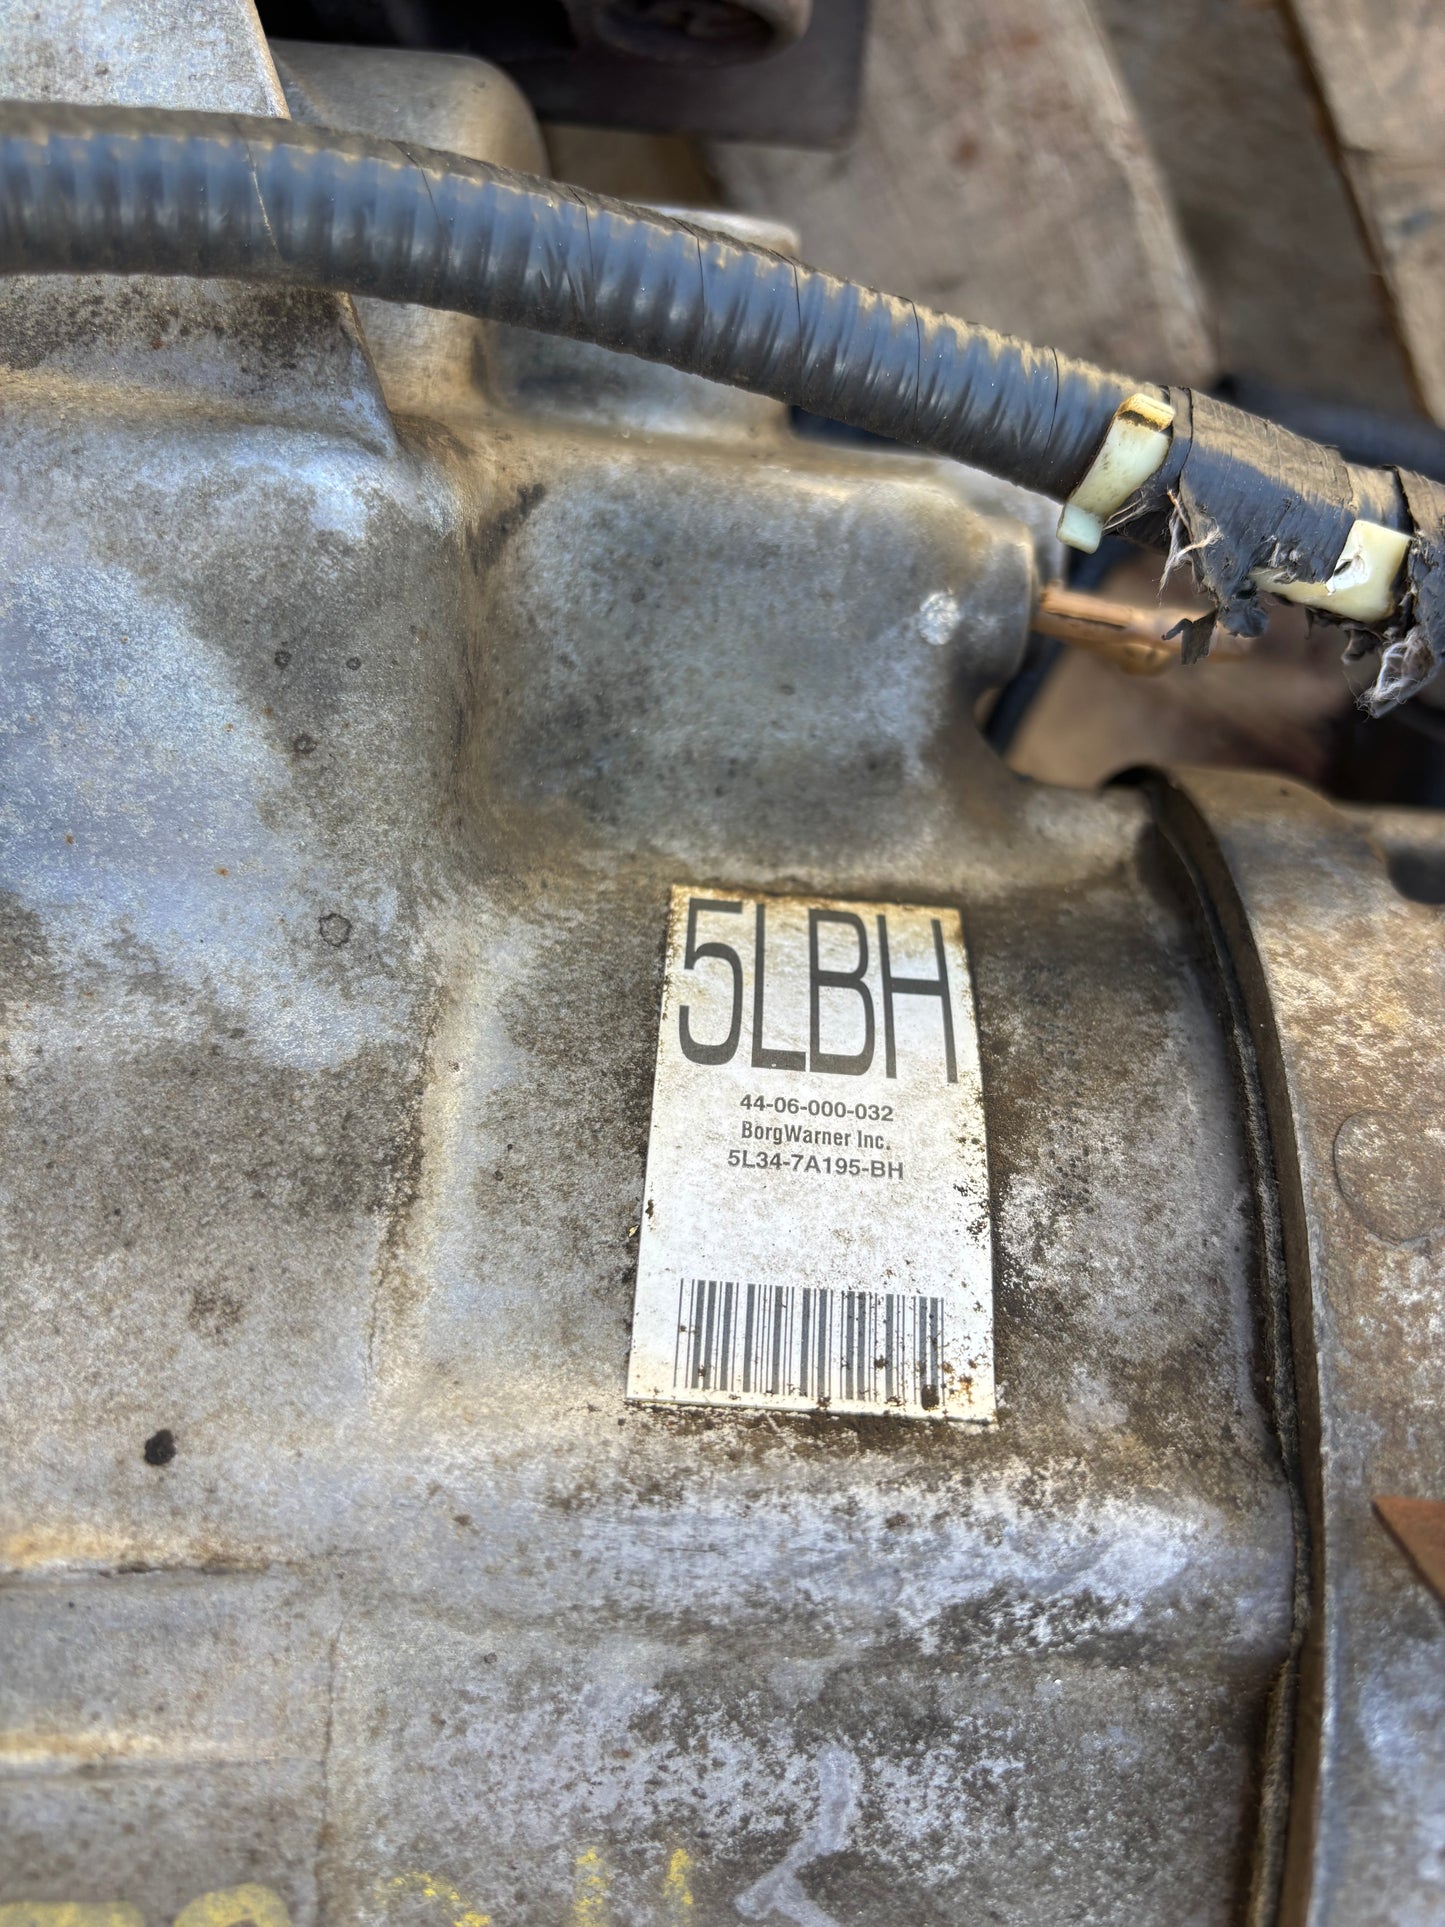 5LBH
44-06-000-032
BorgWarner Inc.
5L34-7A195-BH